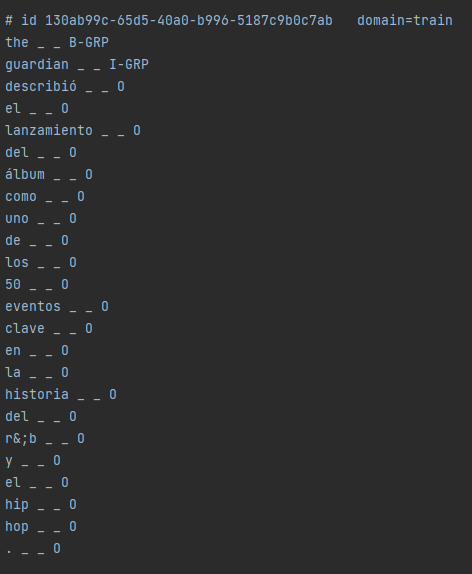 # id 130ab99c-65d5-40a0-b996-5187c9b0c7ab   domain=train
the _ _ B-GRP
guardian _ _ I-GRP
describió _ _ O
el _ _ O
lanzamiento _ _ O
del _ _ O
álbum _ _ O
como _ _ O
uno _ _ O
de _ _ O
los _ _ O
50 _ _ O
eventos _ _ O
clave _ _ O
en _ _ O
la _ _ O
historia _ _ O
del _ _ O
r&;b _ _ O
y _ _ O
el _ _ O
hip _ _ O
hop _ _ O
. _ _ O